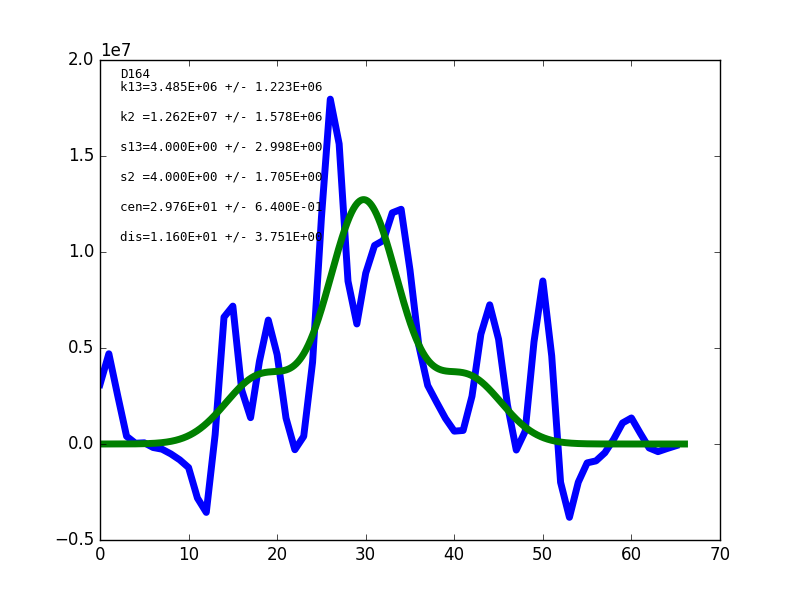 1e7
2.0
1.5
1.0
0.5
0.0
−0.5
D164
k13=3.485E+06 +/- 1.223E+06
k2 =1.262E+07 +/- 1.578E+06
s13=4.000E+00 +/- 2.998E+00
s2 =4.000E+00 +/- 1.705E+00
cen=2.976E+01 +/- 6.400E-01
dis=1.160E+01 +/- 3.751E+00
0 10 20 30 40 50 60 70